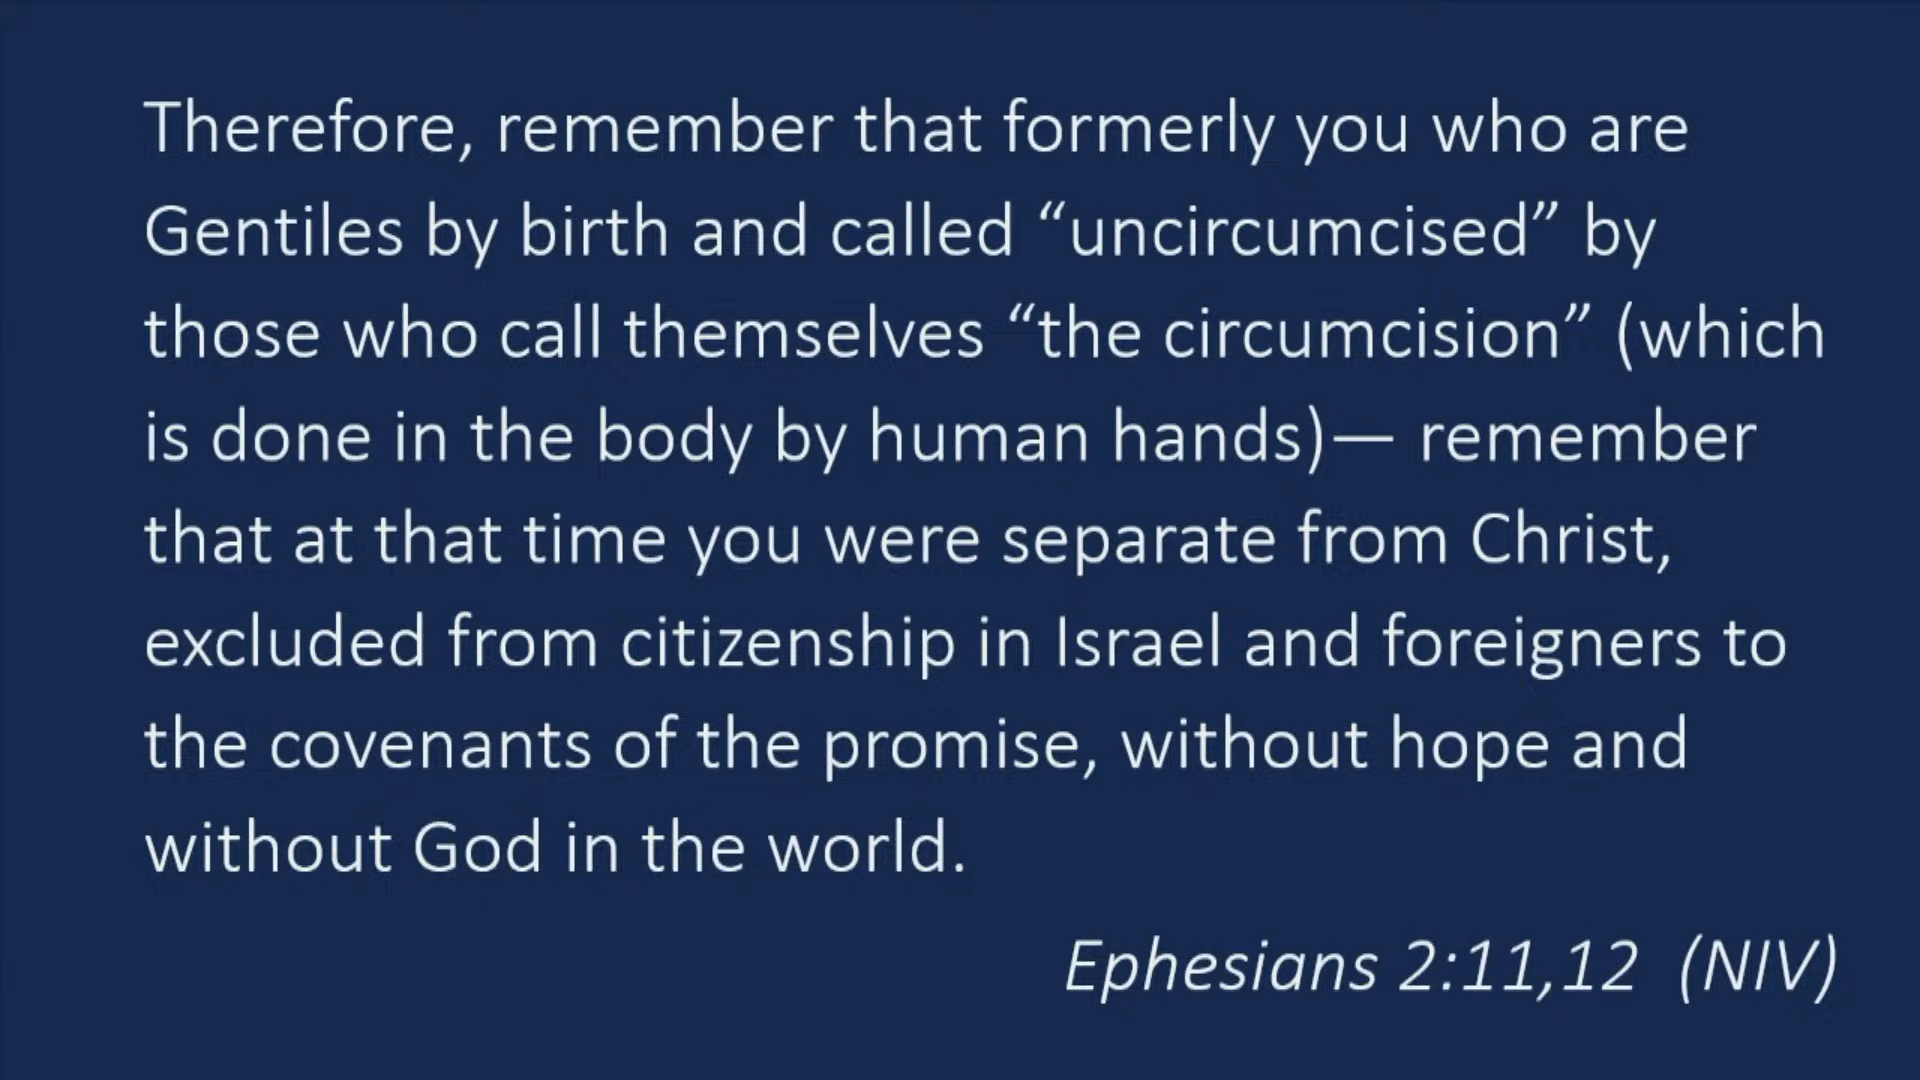 Therefore, remember that formerly you who are
Gentiles by birth and called “uncircumcised” by
those who call themselves “the circumcision” (which
is done in the body by human hands)— remember
that at that time you were separate from Christ,
excluded from citizenship in Israel and foreigners to
the covenants of the promise, without hope and
without God in the world.
Ephesians 2:11,12  (NIV)